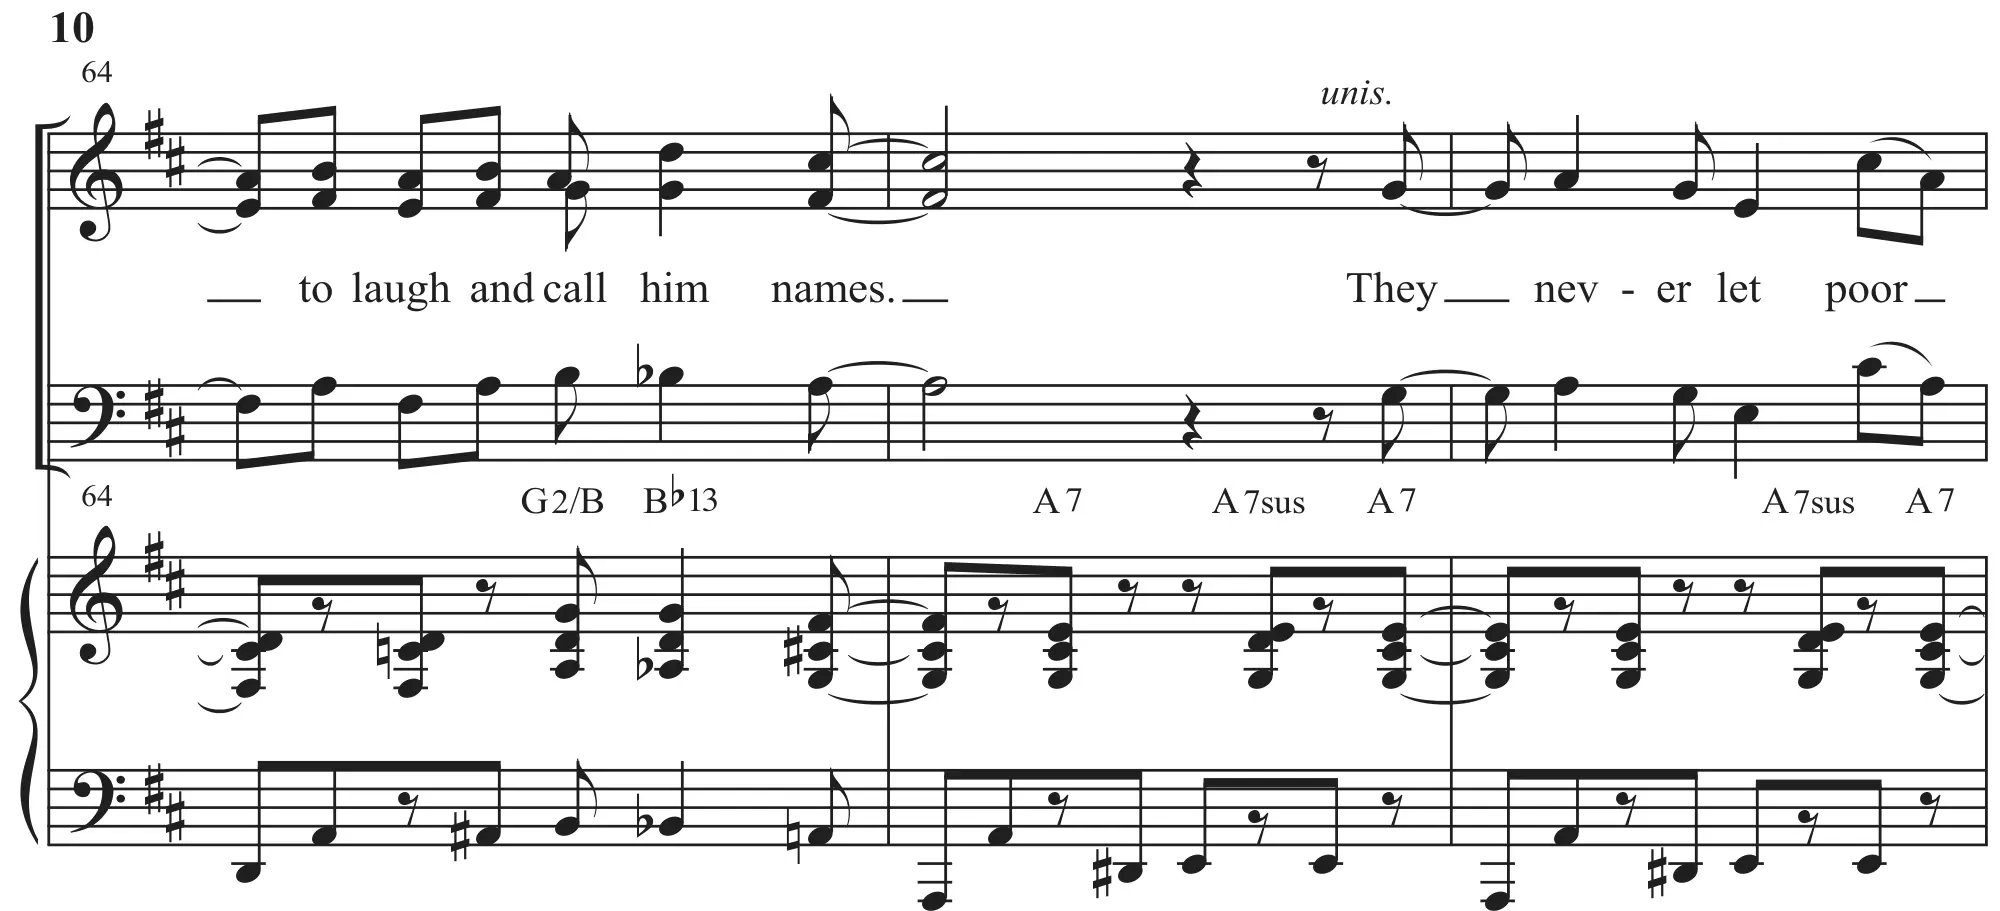 10
64
unis.
to laugh and call him names. They nev - er let poor
64
G2/B B♭13 A7 A7sus A7 A7sus A7